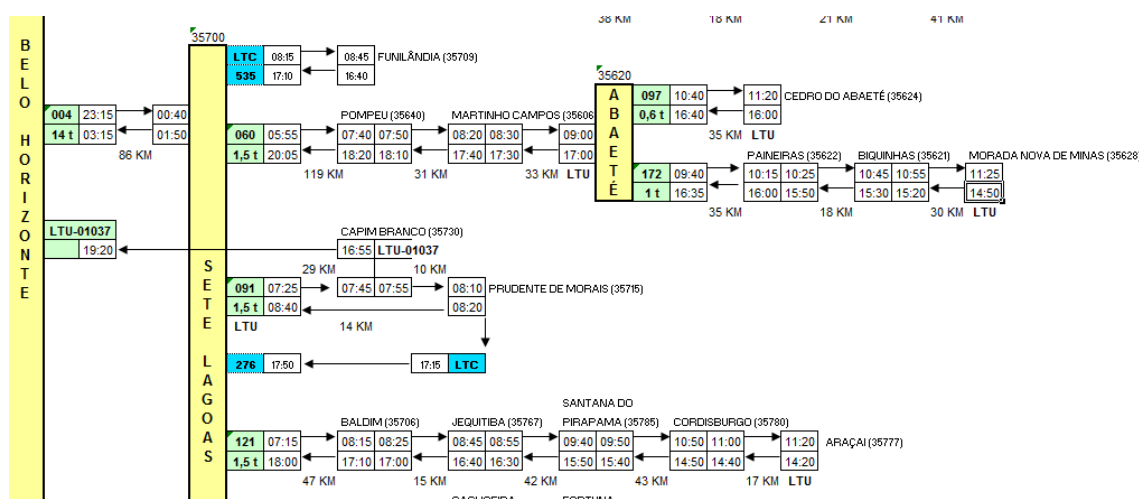 38 KM 18 KM 21 KM 41 KM
BELO HORIZONTE
35700
LTC 08:15 08:45 FUNILÂNDIA (35709)
535 17:10 16:40
35620
ABAETÉ
097 10:40 11:20 CEDRO DO ABAETÉ (35624)
0,6 t 16:40 16:00
35 KM LTU
004 23:15 00:40
14 t 03:15 01:50
86 KM
POMPEU (35640) MARTINHO CAMPOS (35606
060 05:55 07:40 07:50 08:20 08:30 09:00
1,5 t 20:05 18:20 18:10 17:40 17:30 17:00
119 KM 31 KM 33 KM LTU
PAINEIRAS (35622) BIQUINHAS (35621) MORADA NOVA DE MINAS (35628)
172 09:40 10:15 10:25 10:45 10:55 11:25
1 t 16:35 16:00 15:50 15:30 15:20 14:50
35 KM 18 KM 30 KM LTU
LTU-01037
19:20
CAPIM BRANCO (35730)
16:55 LTU-01037
SETE LAGOAS
29 KM 10 KM
091 07:25 07:45 07:55 08:10 PRUDENTE DE MORAIS (35715)
1,5 t 08:40 08:20
LTU 14 KM
276 17:50 17:15 LTC
SANTANA DO
BALDIM (35706) JEQUITIBA (35767) PIRAPAMA (35785) CORDISBURGO (35780)
121 07:15 08:15 08:25 08:45 08:55 09:40 09:50 10:50 11:00 11:20 ARAÇAI (35777)
1,5 t 18:00 17:10 17:00 16:40 16:30 15:50 15:40 14:50 14:40 14:20
47 KM 15 KM 42 KM 43 KM 17 KM LTU